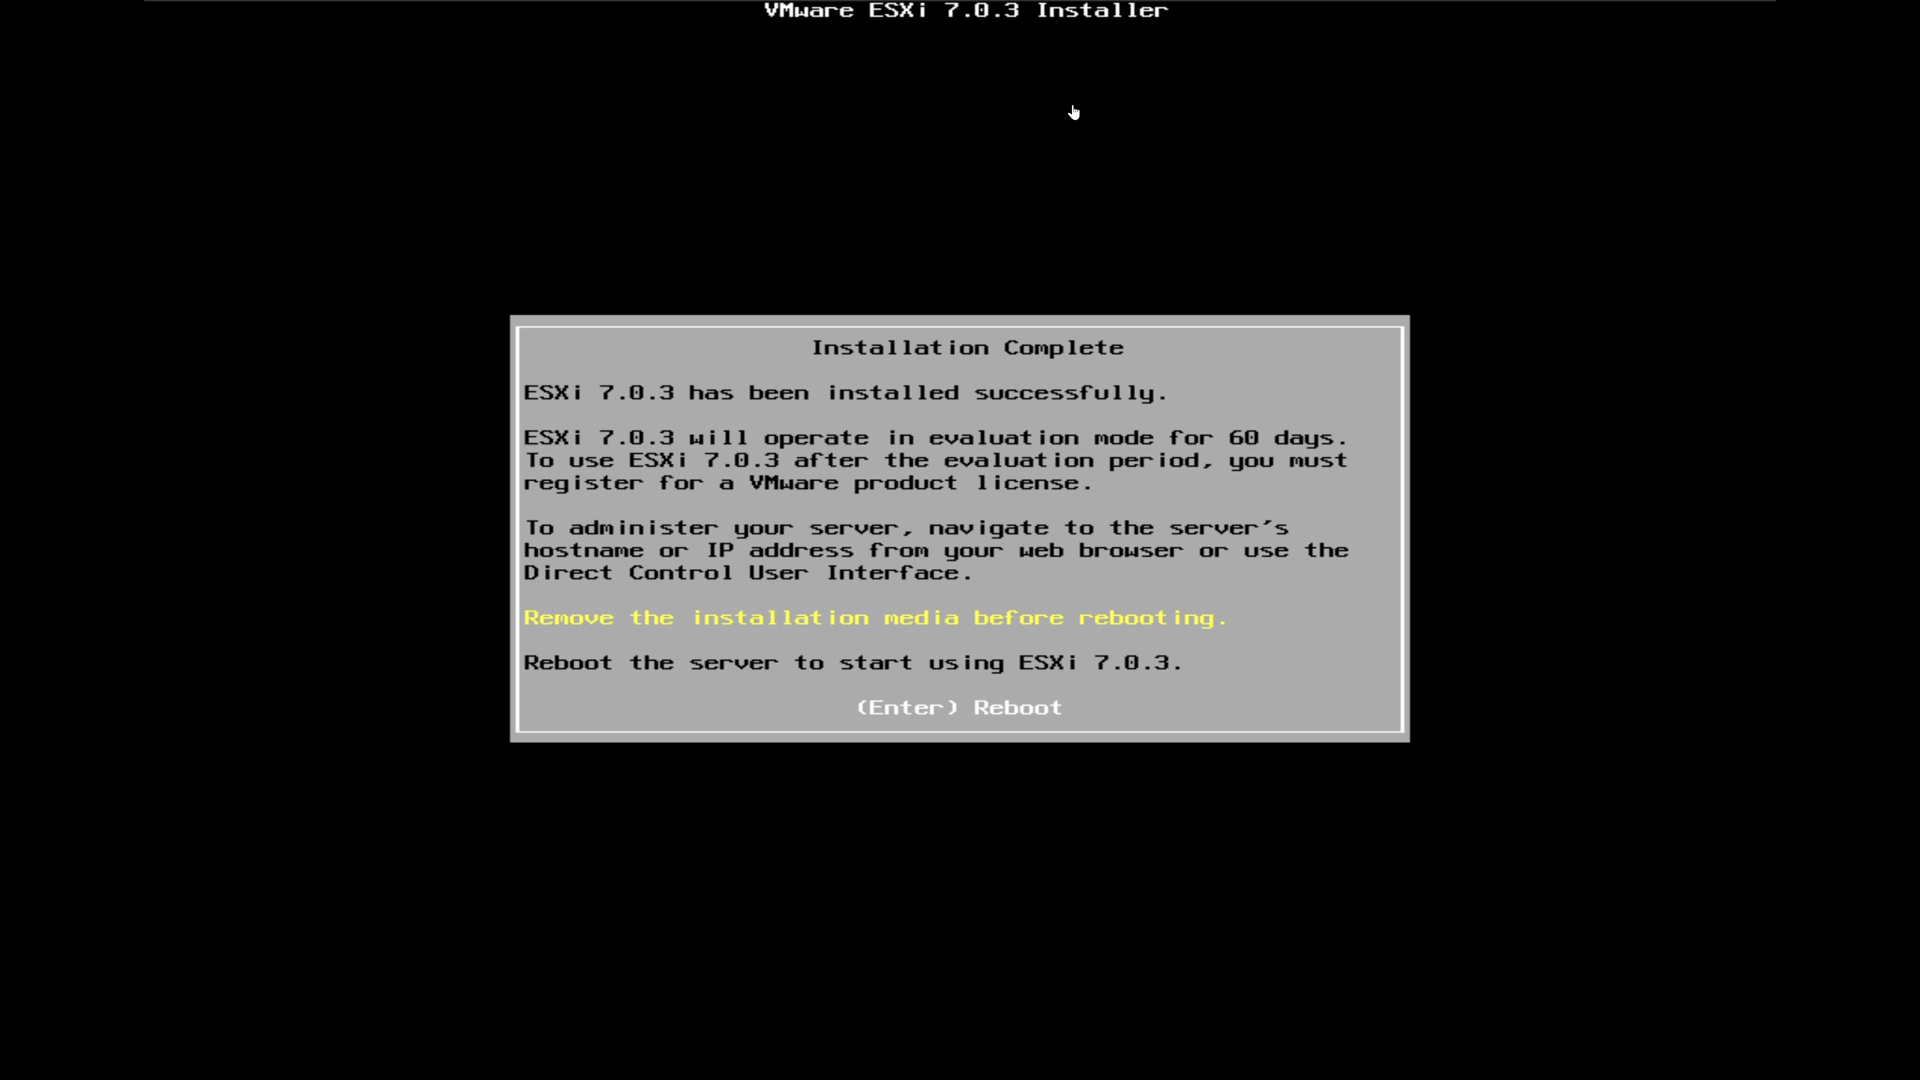 VMware ESXi 7.0.3 Installer
Installation Complete
ESXi 7.0.3 has been installed successfully.
ESXi 7.0.3 will operate in evaluation mode for 60 days.
To use ESXi 7.0.3 after the evaluation period, you must
register for a VMware product license.
To administer your server, navigate to the server's
hostname or IP address from your web browser or use the
Direct Control User Interface.
Remove the installation media before rebooting.
Reboot the server to start using ESXi 7.0.3.
(Enter) Reboot